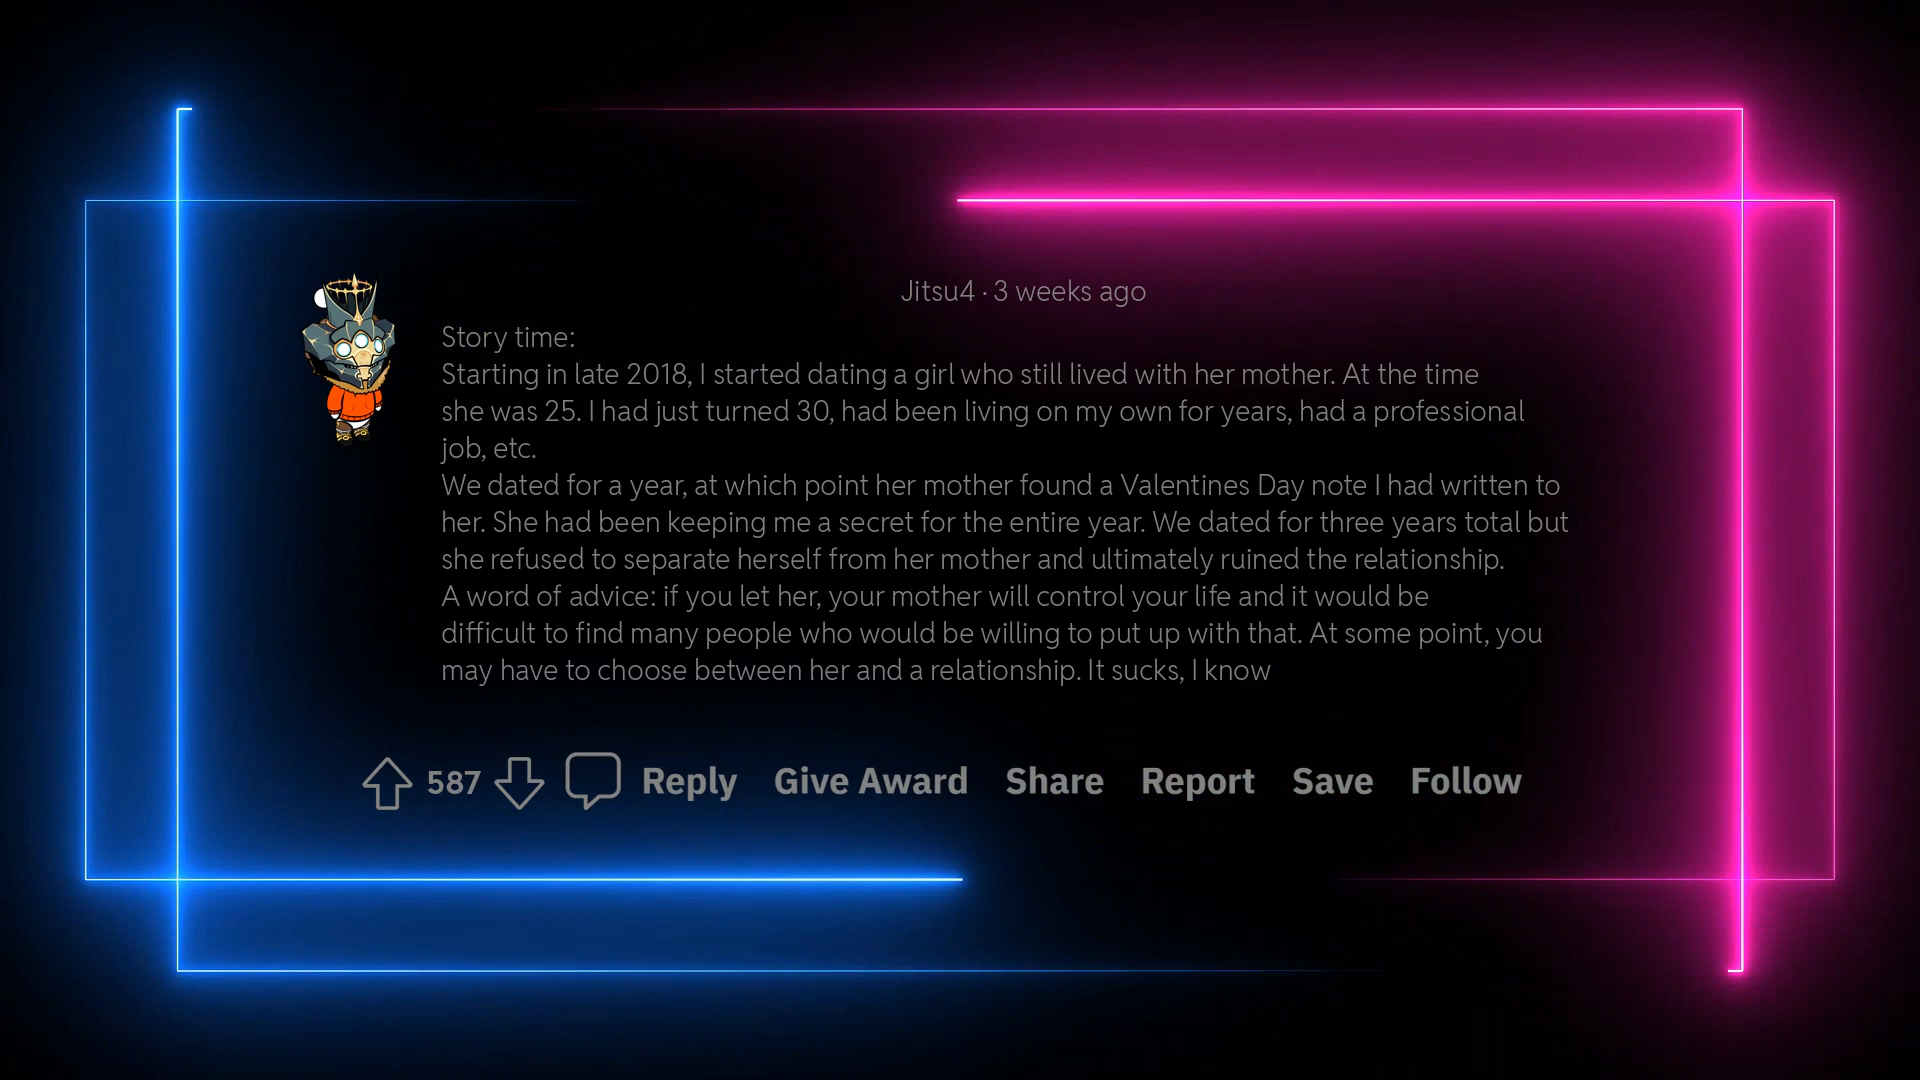 Jitsu4 · 3 weeks ago
Story time:
Starting in late 2018, I started dating a girl who still lived with her mother. At the time
she was 25. I had just turned 30, had been living on my own for years, had a professional
job, etc.
We dated for a year, at which point her mother found a Valentines Day note I had written to
her. She had been keeping me a secret for the entire year. We dated for three years total but
she refused to separate herself from her mother and ultimately ruined the relationship.
A word of advice: if you let her, your mother will control your life and it would be
difficult to find many people who would be willing to put up with that. At some point, you
may have to choose between her and a relationship. It sucks, I know
587 Reply Give Award Share Report Save Follow